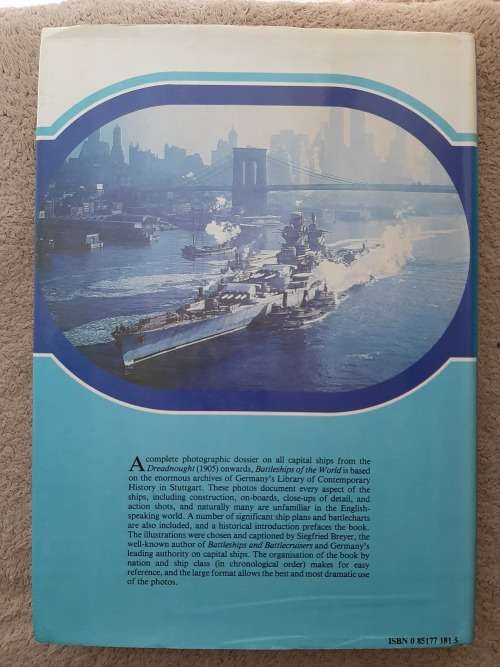 A complete photographic dossier on all capital ships from the
Dreadnought (1905) onwards, Battleships of the World is based
on the enormous archives of Germany's Library of Contemporary
History in Stuttgart. These photos document every aspect of the
ships, including construction, on-boards, close-ups of detail, and
action shots, and naturally many are unfamiliar in the English-
speaking world. A number of significant ship plans and battlecharts
are also included, and a historical introduction prefaces the book.
The illustrations were chosen and captioned by Siegfried Breyer, the
well-known author of Battleships and Battlecruisers and Germany's
leading authority on capital ships. The organisation of the book by
nation and ship class (in chronological order) makes for easy
reference, and the large format allows the best and most dramatic use
of the photos.
ISBN 0 85177 181 3